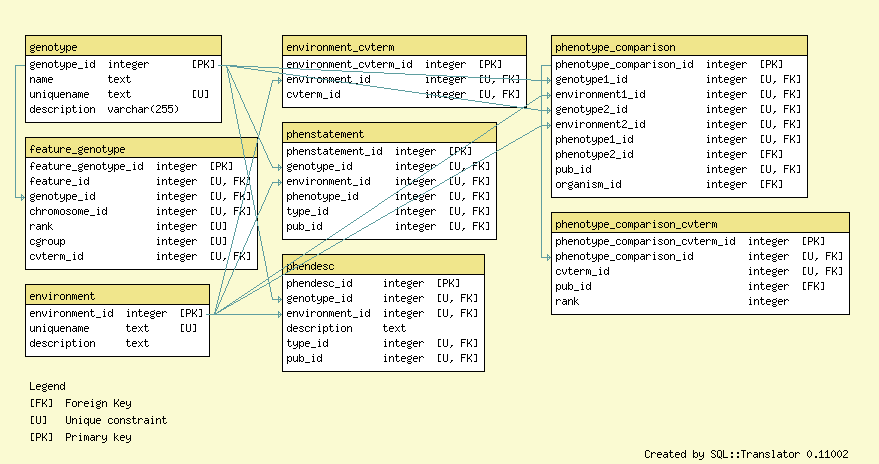 genotype
genotype_id integer [PK]
name text
uniquename text [U]
description varchar(255)
feature_genotype
feature_genotype_id integer [PK]
feature_id integer [U, FK]
genotype_id integer [U, FK]
chromosome_id integer [U, FK]
rank integer [U]
cgroup integer [U]
cvterm_id integer [U, FK]
environment
environment_id integer [PK]
uniquename text [U]
description text
environment_cvterm
environment_cvterm_id integer [PK]
environment_id integer [U, FK]
cvterm_id integer [U, FK]
phenstatement
phenstatement_id integer [PK]
genotype_id integer [U, FK]
environment_id integer [U, FK]
phenotype_id integer [U, FK]
type_id integer [U, FK]
pub_id integer [U, FK]
phendesc
phendesc_id integer [PK]
genotype_id integer [U, FK]
environment_id integer [U, FK]
description text
type_id integer [U, FK]
pub_id integer [U, FK]
phenotype_comparison
phenotype_comparison_id integer [PK]
genotype1_id integer [U, FK]
environment1_id integer [U, FK]
genotype2_id integer [U, FK]
environment2_id integer [U, FK]
phenotype1_id integer [U, FK]
phenotype2_id integer [FK]
pub_id integer [U, FK]
organism_id integer [FK]
phenotype_comparison_cvterm
phenotype_comparison_cvterm_id integer [PK]
phenotype_comparison_id integer [U, FK]
cvterm_id integer [U, FK]
pub_id integer [FK]
rank integer
Legend
[FK] Foreign Key
[U] Unique constraint
[PK] Primary key
Created by SQL::Translator 0.11002